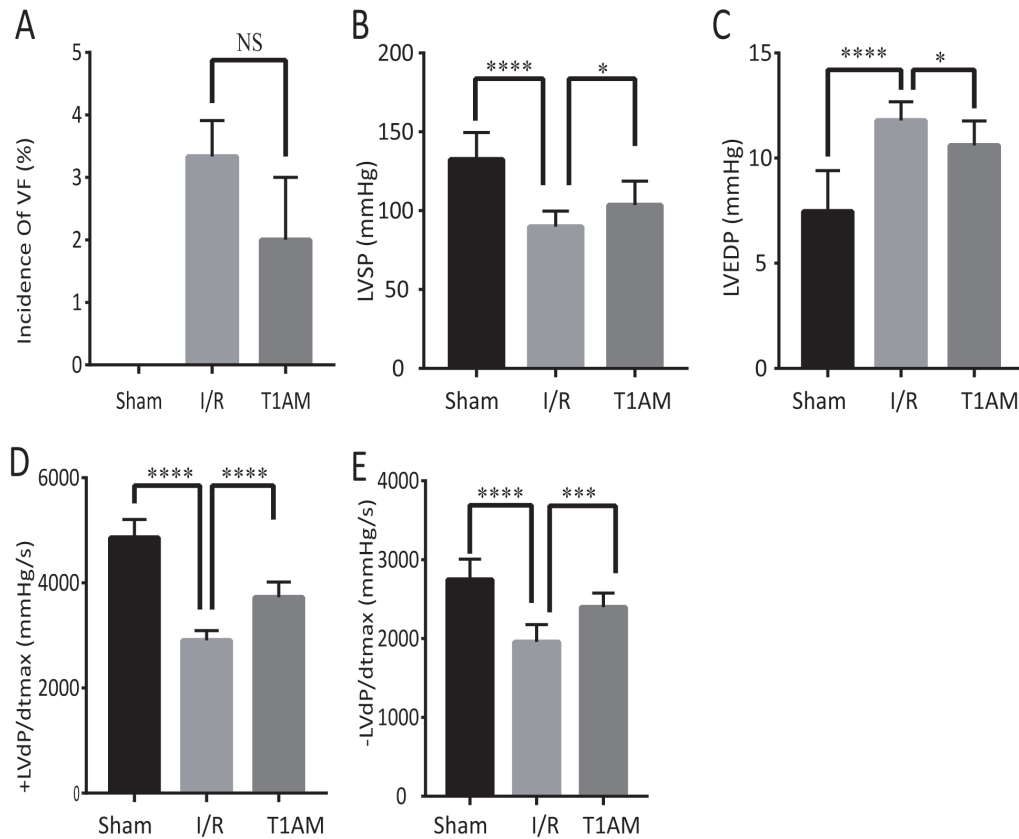 A
NS
Incidence Of VF (%)
5
4
3
2
1
0
Sham I/R T1AM
B
**** *
LVSP (mmHg)
200
150
100
50
0
Sham I/R T1AM
C
**** *
LVEDP (mmHg)
15
10
5
0
Sham I/R T1AM
D
**** ****
+LVdP/dtmax (mmHg/s)
6000
4000
2000
0
Sham I/R T1AM
E
**** ***
-LVdP/dtmax (mmHg/s)
4000
3000
2000
1000
0
Sham I/R T1AM